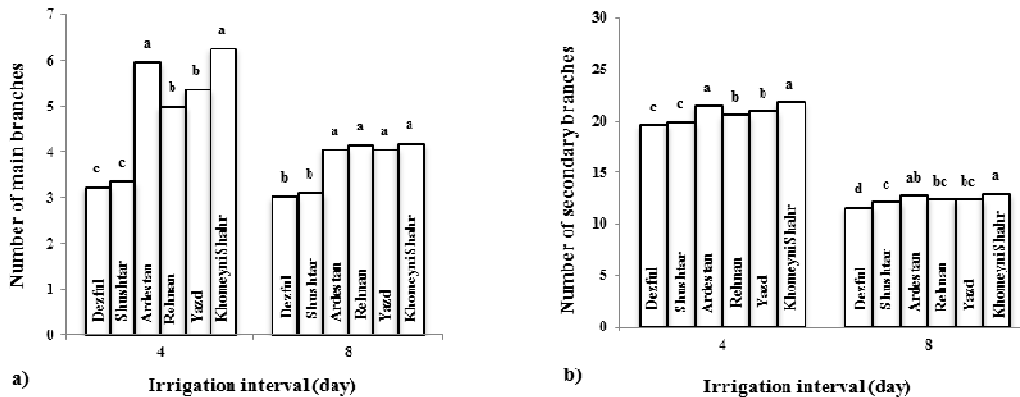 Number of main branches
7
6
5
4
3
2
1
0
c
c
a
b
b
a
b
b
a
a
a
a
Dezful
Shushtar
Ardestan
Rehnan
Yazd
KhomeyniShahr
Dezful
Shushtar
Ardestan
Rehnan
Yazd
KhomeyniShahr
4
8
Irrigation interval (day)
a)
Number of secondary branches
30
25
20
15
10
5
0
c
c
a
b
b
a
d
c
ab
bc
bc
a
Dezful
Shushtar
Ardestan
Rehnan
Yazd
KhomeyniShahr
Dezful
Shushtar
Ardestan
Rehnan
Yazd
KhomeyniShahr
4
8
Irrigation interval (day)
b)